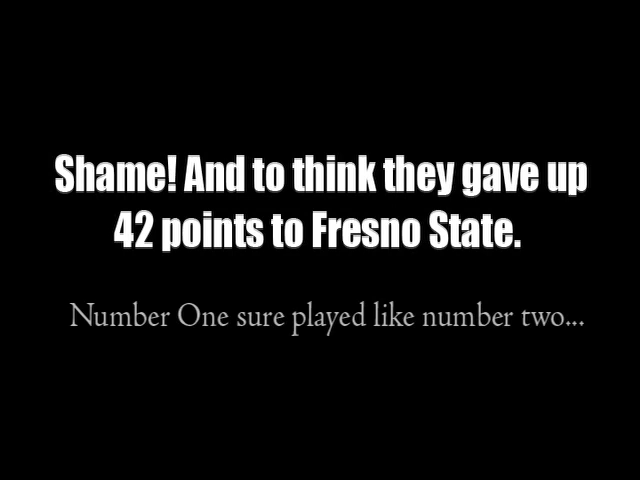 Shame! And to think they gave up
42 points to Fresno State.
Number One sure played like number two...